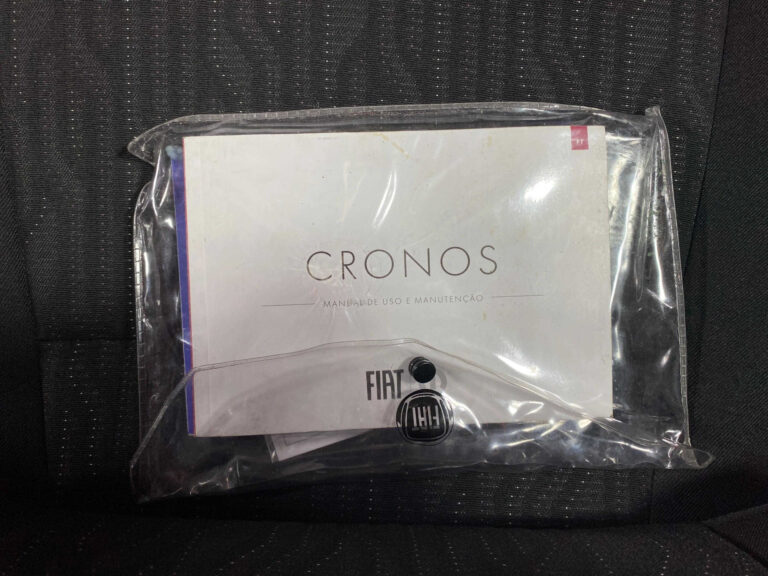 CRONOS
MANUAL DE USO E MANUTENÇÃO
FIAT
FIAT